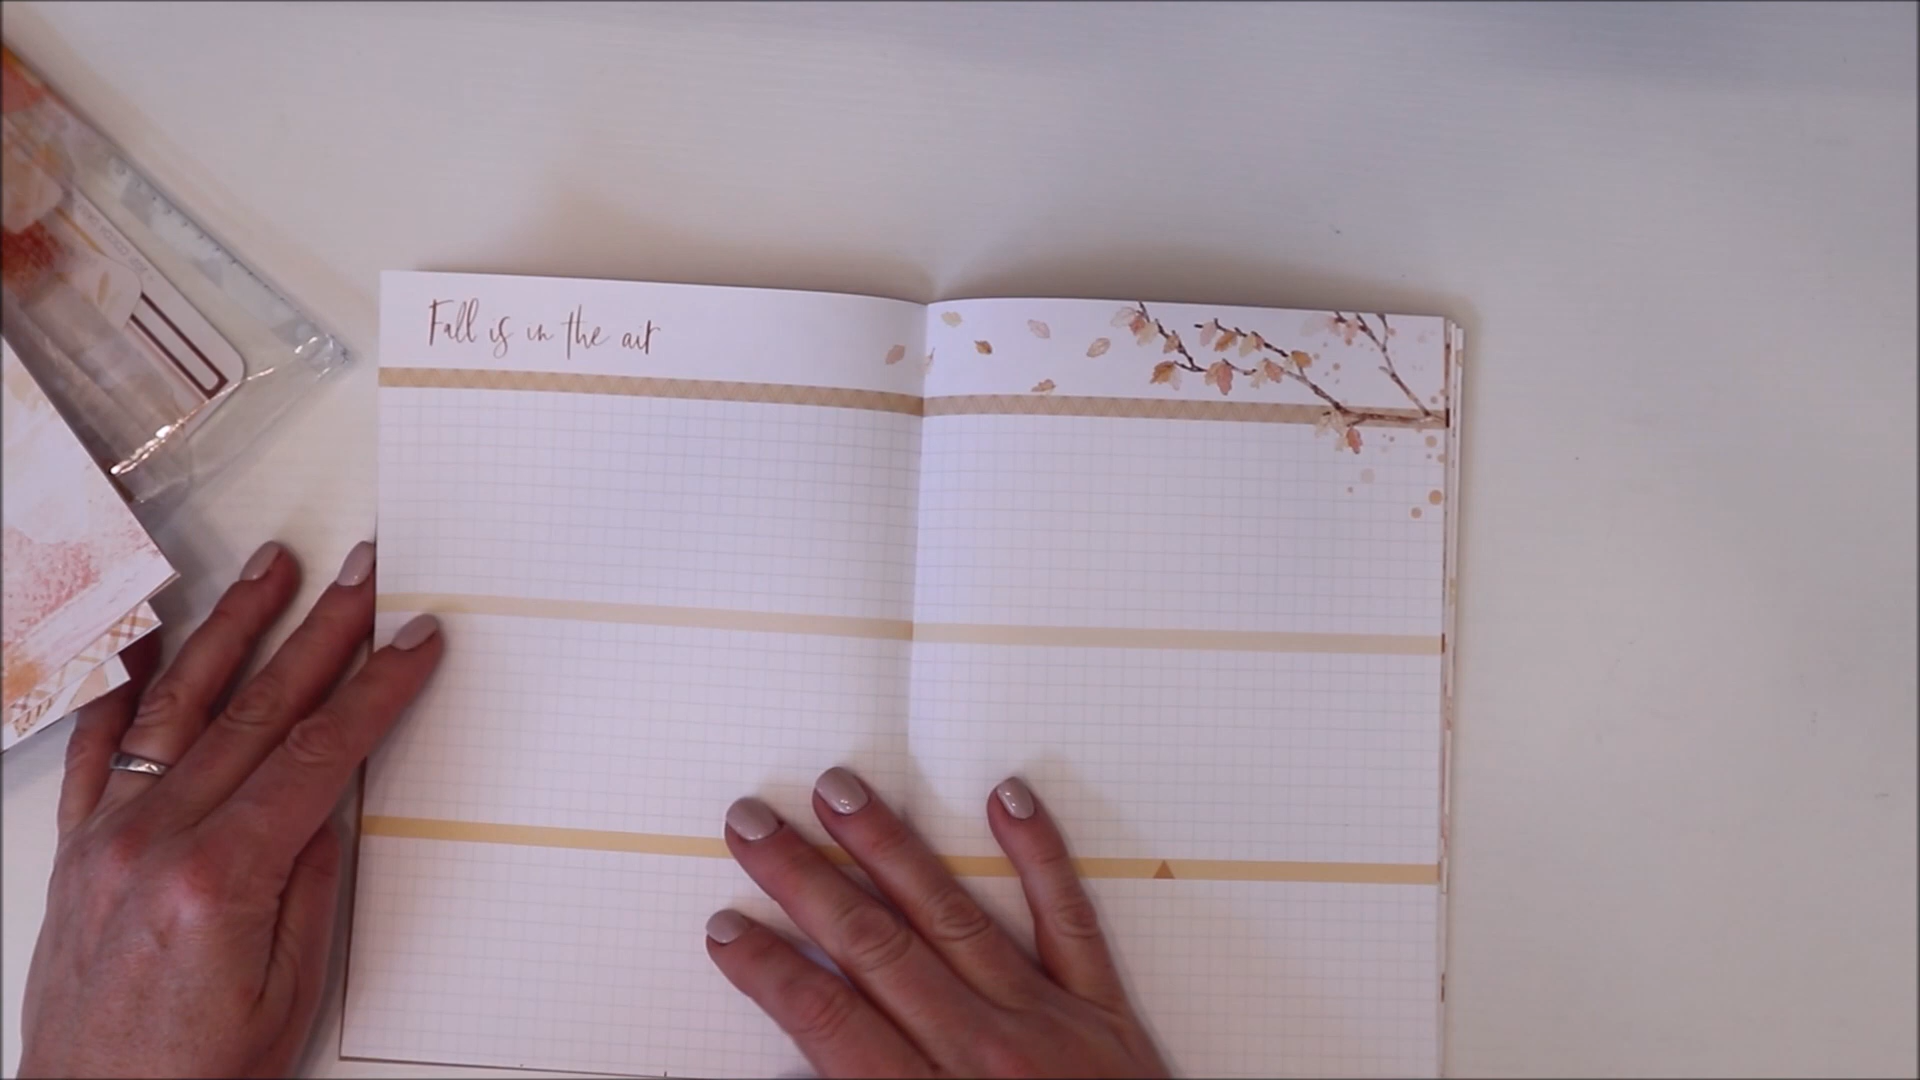 Fall is in the air